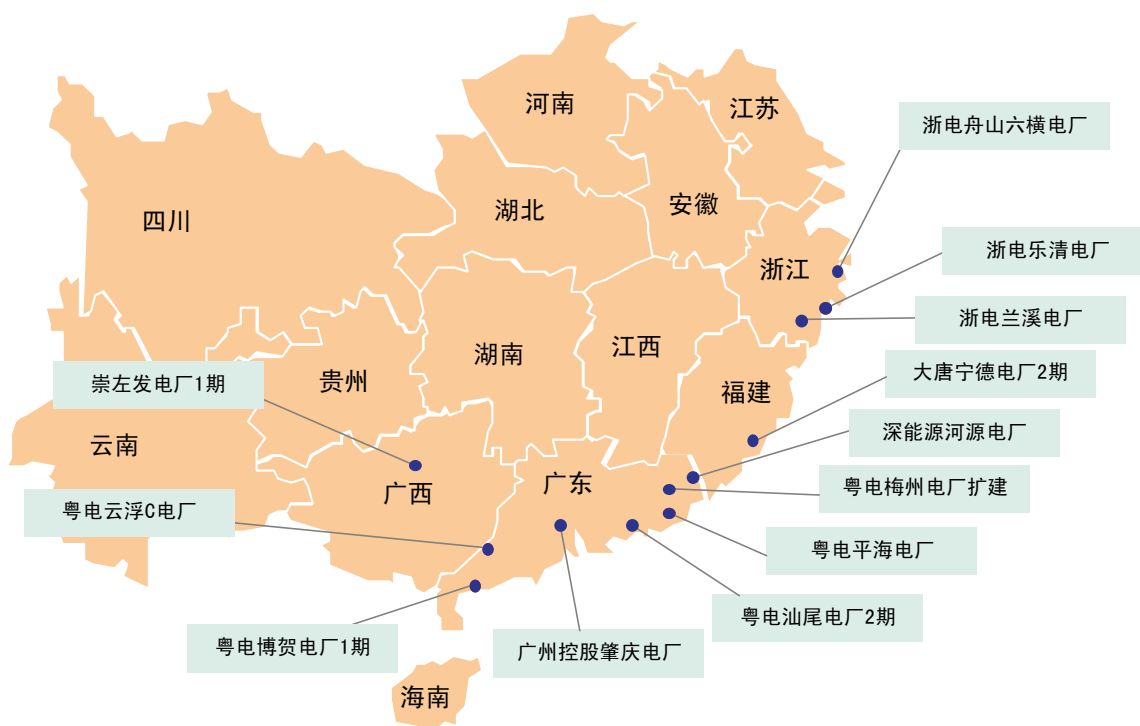 河南
江苏
浙电舟山六横电厂
安徽
湖北
四川
浙江
浙电乐清电厂
浙电兰溪电厂
江西
湖南
贵州
崇左发电厂1期
大唐宁德电厂2期
福建
深能源河源电厂
云南
广西
广东
粤电梅州电厂扩建
粤电云浮C电厂
粤电平海电厂
粤电汕尾电厂2期
粤电博贺电厂1期
广州控股肇庆电厂
海南